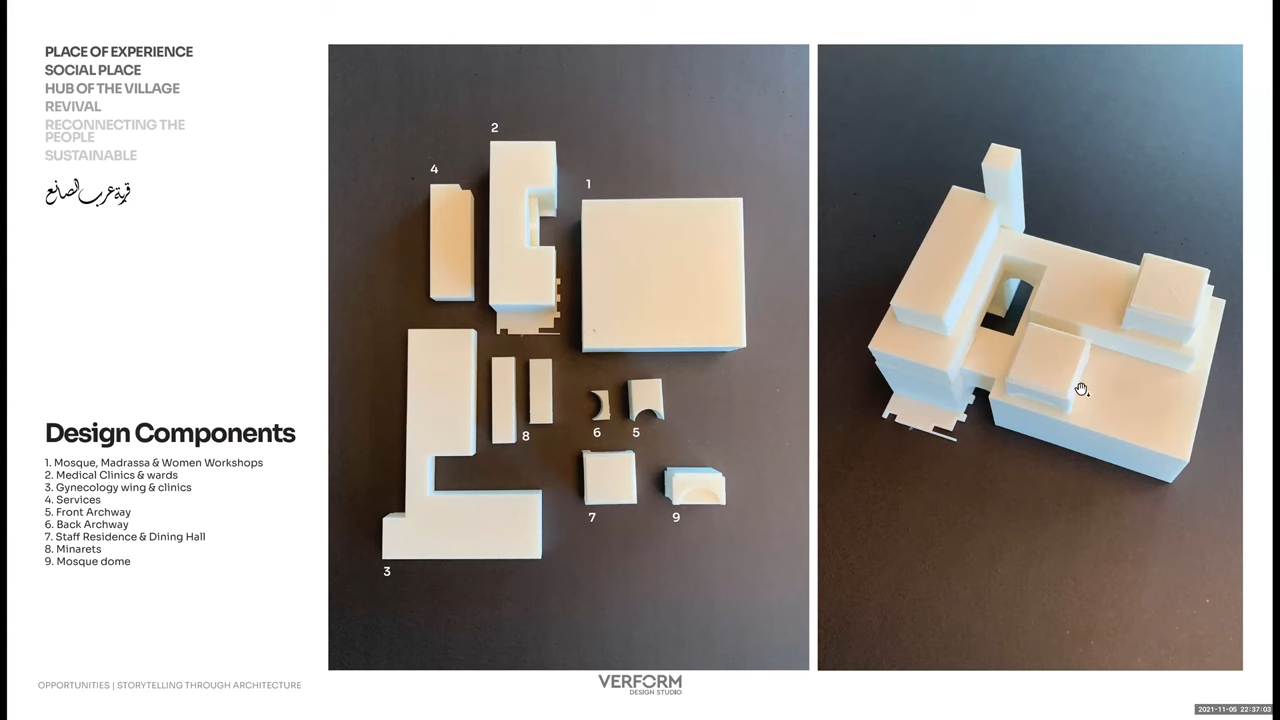 PLACE OF EXPERIENCE
SOCIAL PLACE
HUB OF THE VILLAGE
REVIVAL
RECONNECTING THE
PEOPLE
SUSTAINABLE
قرية عرب الصانع
Design Components
1. Mosque, Madrassa & Women Workshops
2. Medical Clinics & wards
3. Gynecology wing & clinics
4. Services
5. Front Archway
6. Back Archway
7. Staff Residence & Dining Hall
8. Minarets
9. Mosque dome
2
4
1
8
6
5
7
9
3
OPPORTUNITIES | STORYTELLING THROUGH ARCHITECTURE
VERFORM
DESIGN STUDIO
2021-11-05 22:37:03